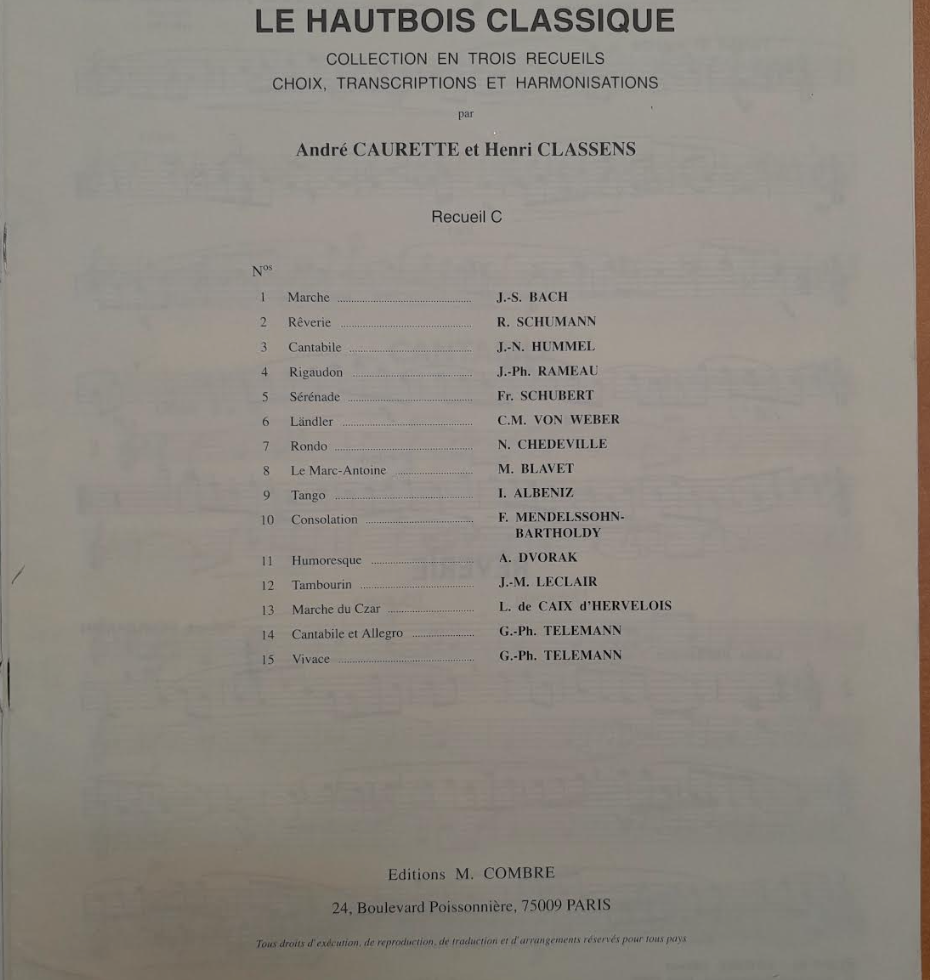 LE HAUTBOIS CLASSIQUE
COLLECTION EN TROIS RECUEILS
CHOIX, TRANSCRIPTIONS ET HARMONISATIONS
par
André CAURETTE et Henri CLASSENS
Recueil C
Nos
1 Marche J.-S. BACH
2 Rêverie R. SCHUMANN
3 Cantabile J.-N. HUMMEL
4 Rigaudon J.-Ph. RAMEAU
5 Sérénade Fr. SCHUBERT
6 Ländler C.M. VON WEBER
7 Rondo N. CHEDEVILLE
8 Le Marc-Antoine M. BLAVET
9 Tango I. ALBENIZ
10 Consolation F. MENDELSSOHN-
BARTHOLDY
11 Humoresque A. DVORAK
12 Tambourin J.-M. LECLAIR
13 Marche du Czar L. de CAIX d'HERVELOIS
14 Cantabile et Allegro G.-Ph. TELEMANN
15 Vivace G.-Ph. TELEMANN
Editions M. COMBRE
24, Boulevard Poissonnière, 75009 PARIS
Tous droits d'exécution, de reproduction, de traduction et d'arrangements réservés pour tous pays